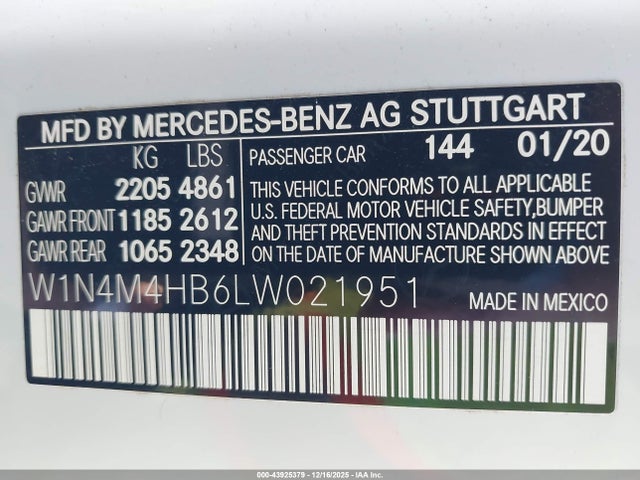 MFD BY MERCEDES-BENZ AG STUTTGART
KG LBS PASSENGER CAR 144 01/20
GVWR 2205 4861
GAWR FRONT 1185 2612
GAWR REAR 1065 2348
THIS VEHICLE CONFORMS TO ALL APPLICABLE
U.S. FEDERAL MOTOR VEHICLE SAFETY,BUMPER
AND THEFT PREVENTION STANDARDS IN EFFECT
ON THE DATE OF MANUFACTURE SHOWN ABOVE
W1N4M4HB6LW021951 MADE IN MEXICO
000-43925379 - 12/16/2025 - IAA Inc.